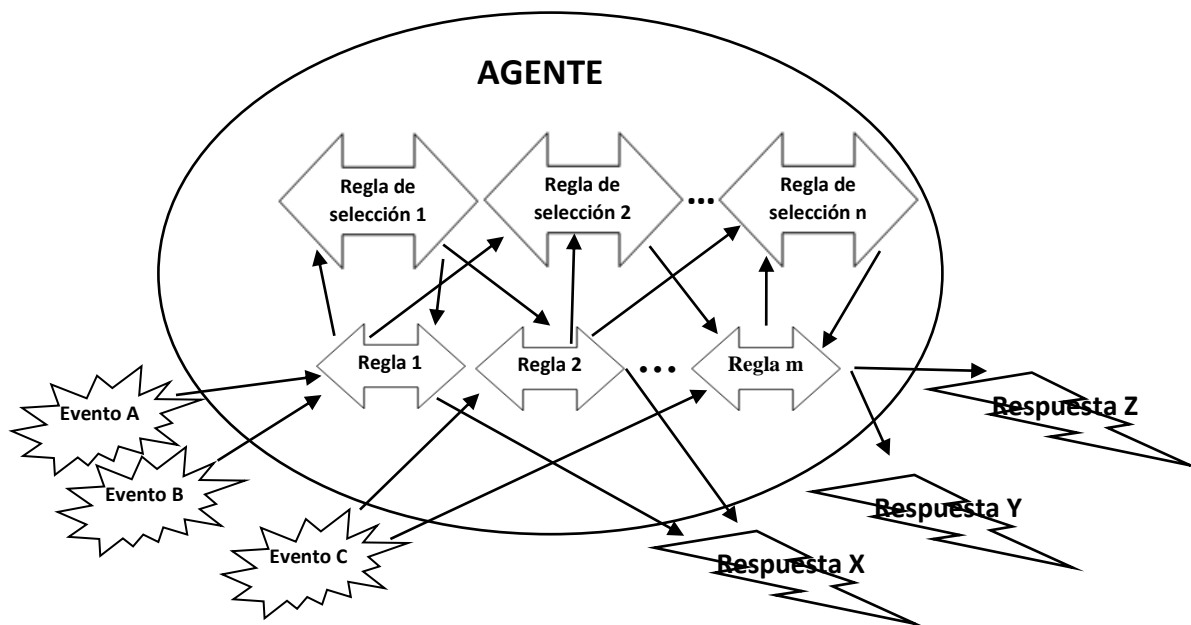 AGENTE
Regla de
selección 1
Regla de
selección 2
...
Regla de
selección n
Regla 1
Regla 2
...
Regla m
Evento A
Evento B
Evento C
Respuesta Z
Respuesta Y
Respuesta X